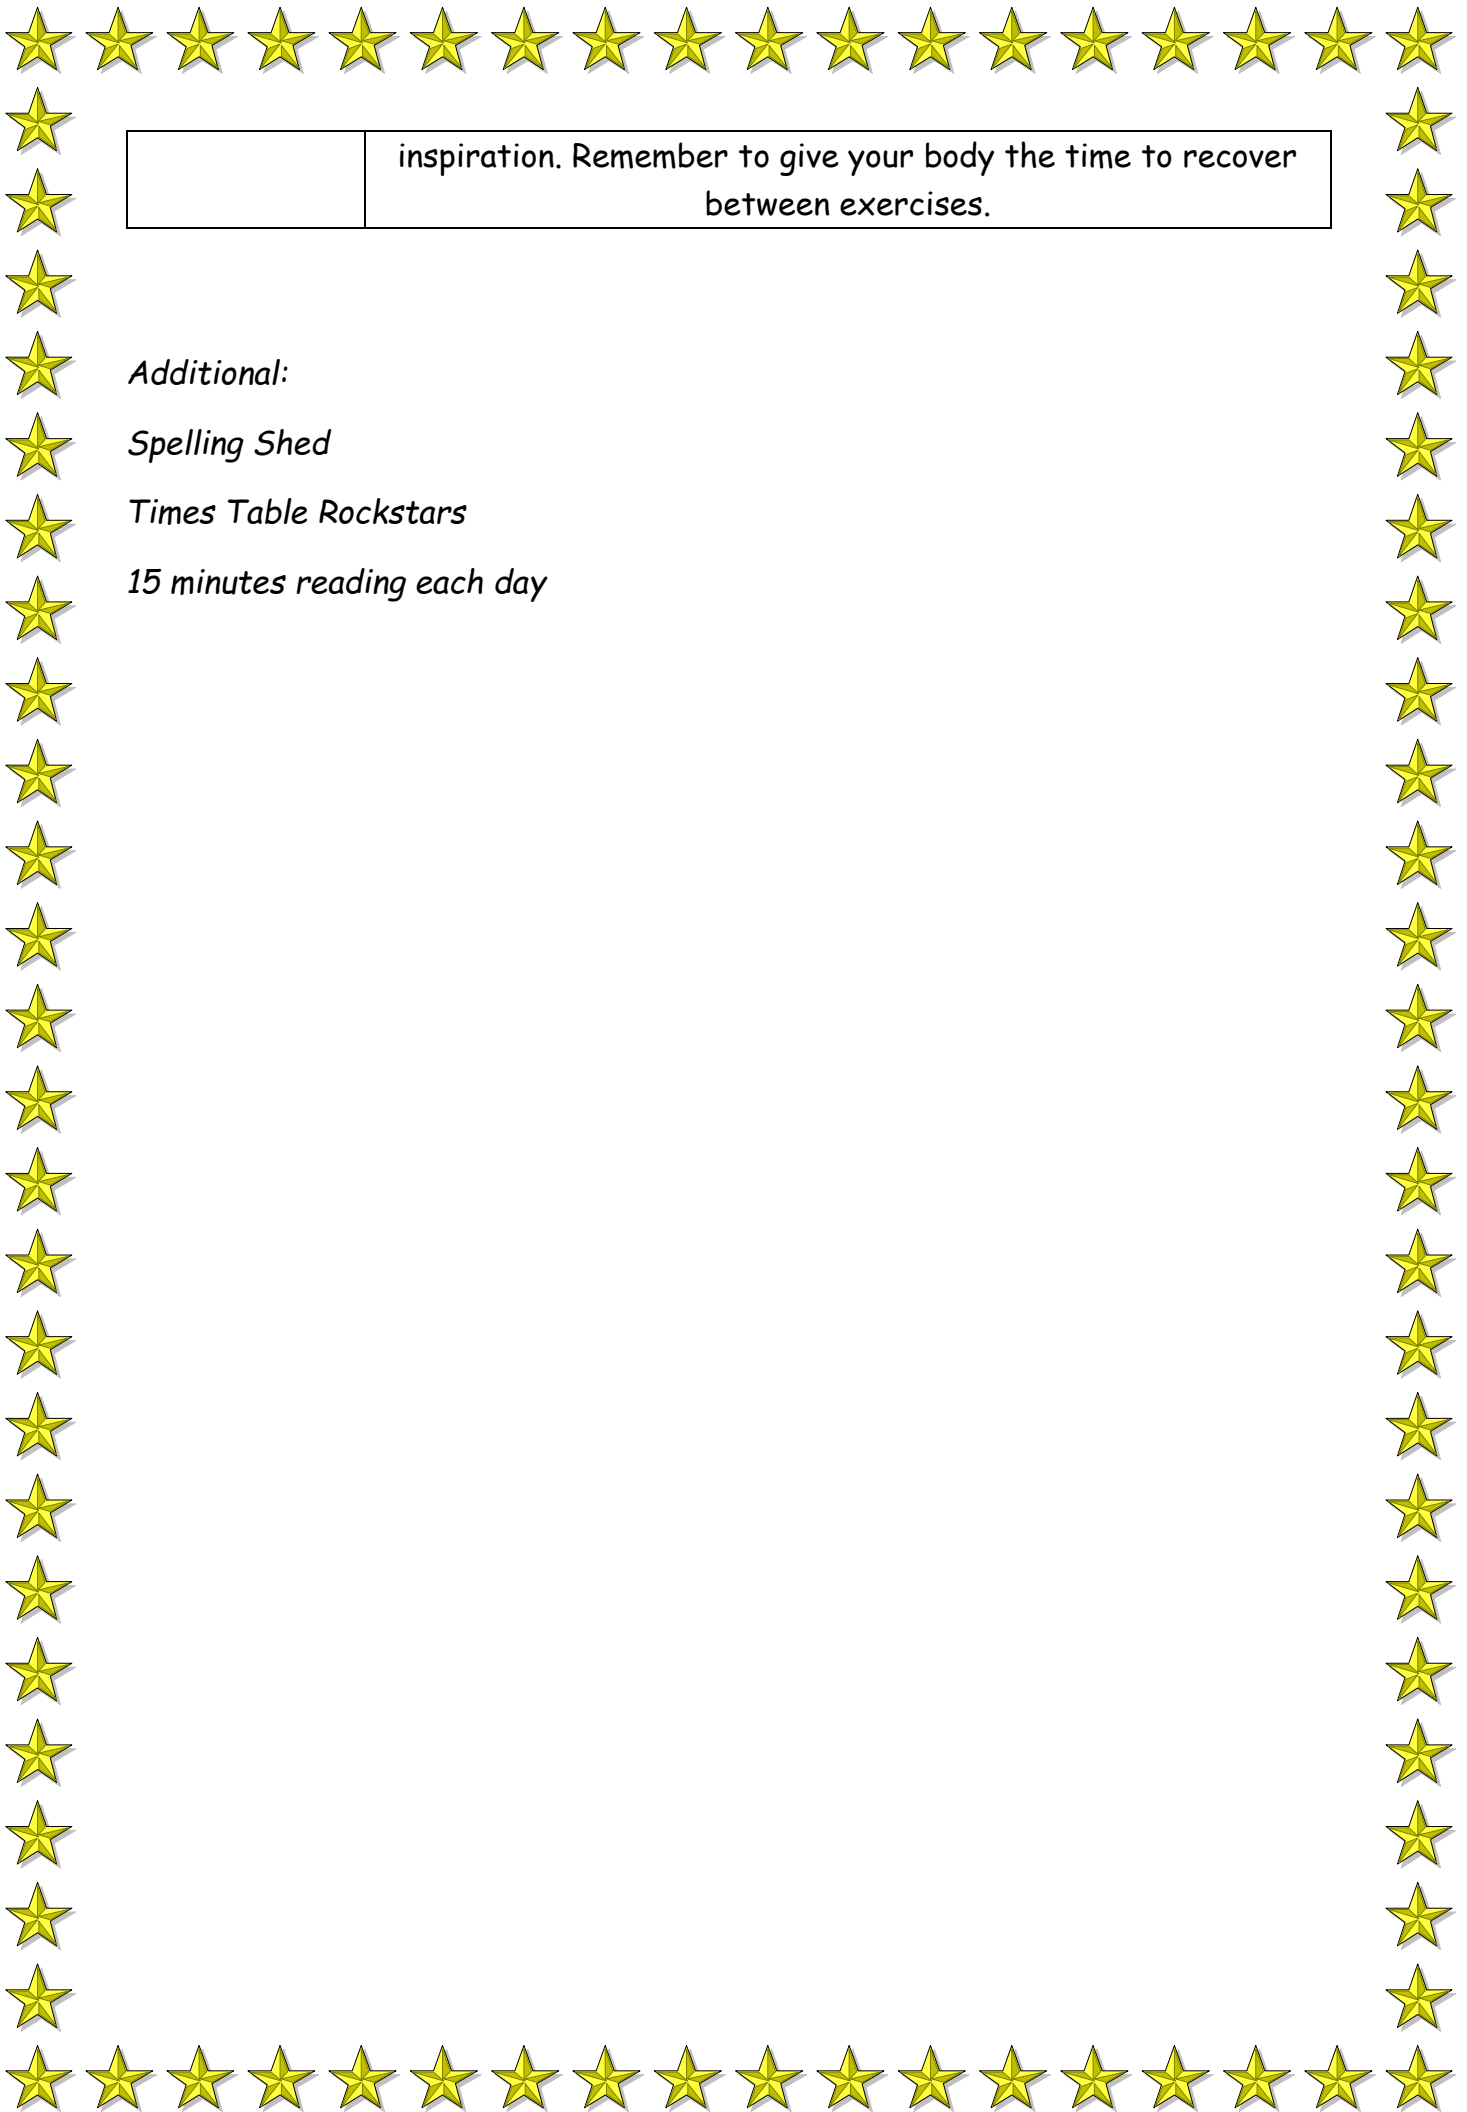 inspiration. Remember to give your body the time to recover
between exercises.
Additional:
Spelling Shed
Times Table Rockstars
15 minutes reading each day